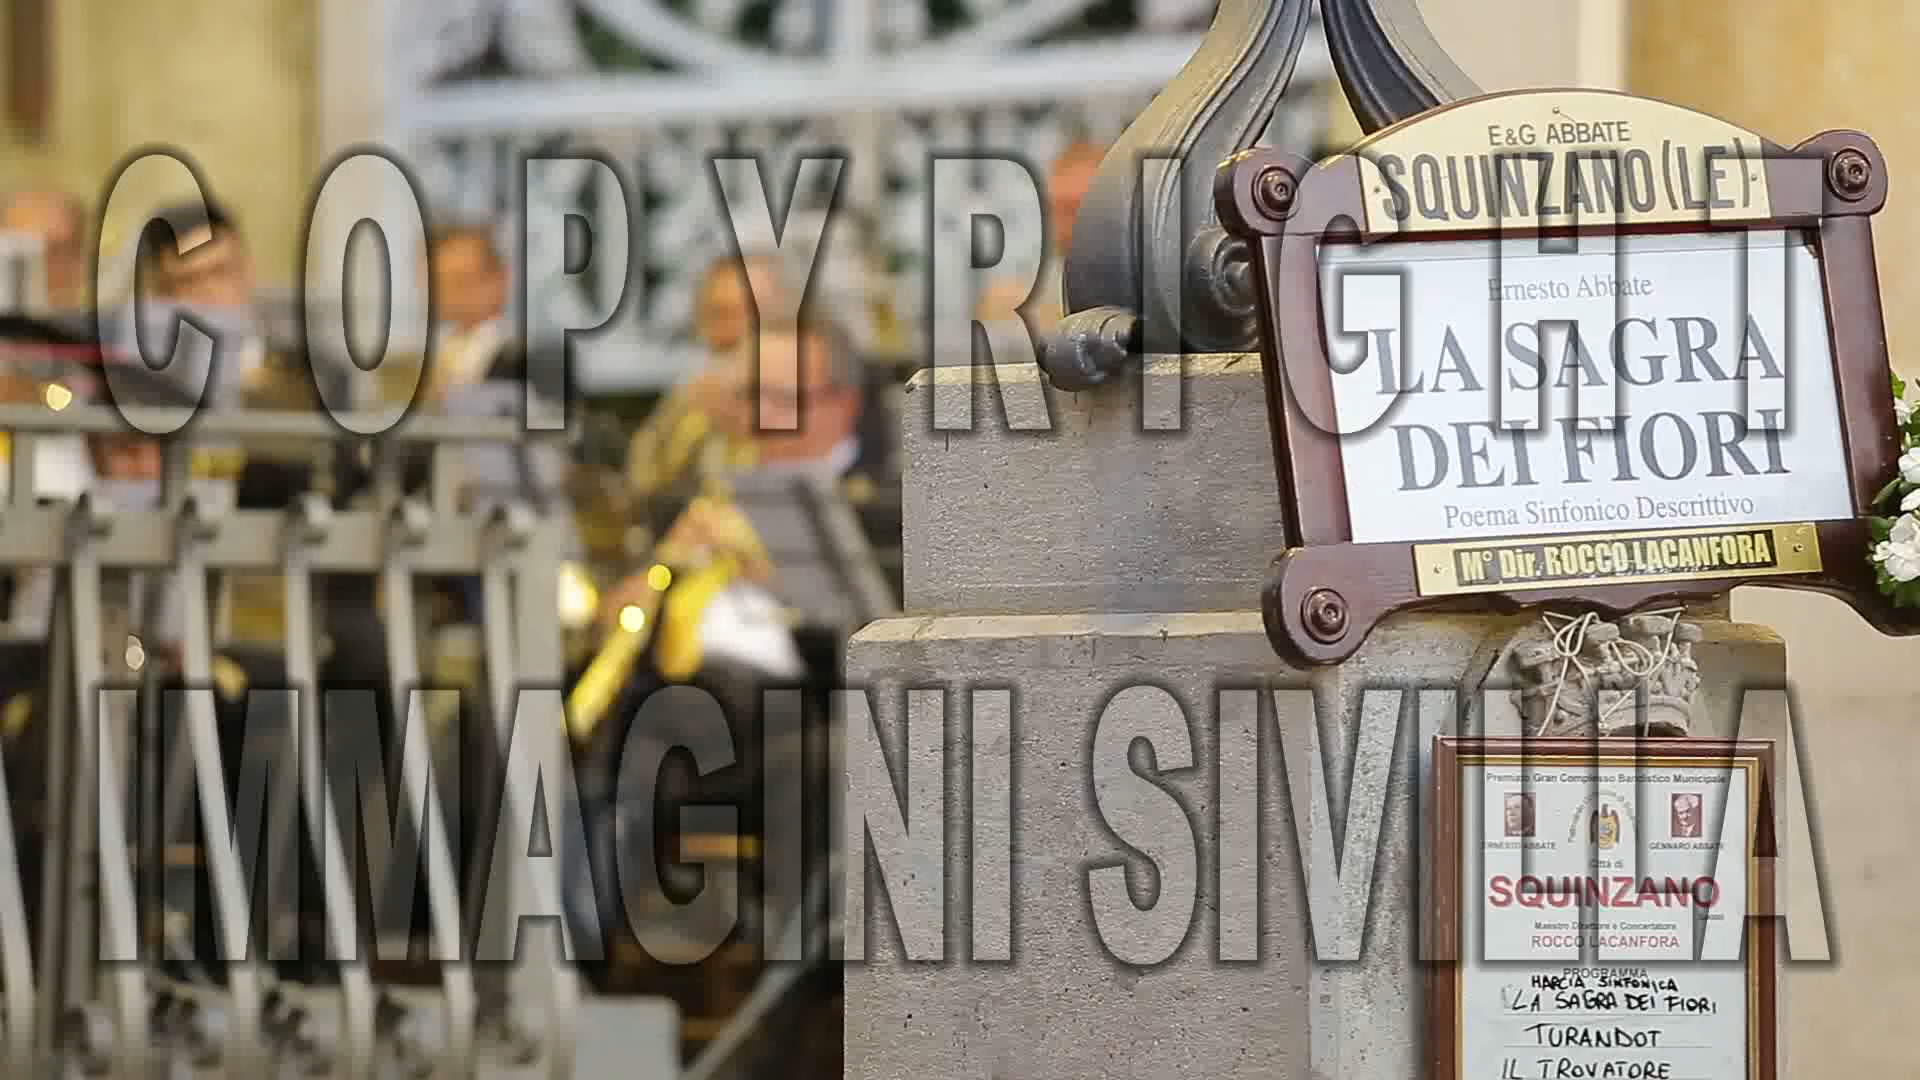 COPYRIGHT
IMMAGINI SIVILLA
E&G ABBATE
SQUINZANO (LE)
Ernesto Abbate
LA SAGRA
DEI FIORI
Poema Sinfonico Descrittivo
M° Dir. ROCCO LACANFORA
Premiato Gran Complesso Bandistico Municipale
ERNESTO ABBATE
GENNARO ABBATE
Città di
SQUINZANO
Maestro Direttore e Concertatore
ROCCO LACANFORA
PROGRAMMA
MARCIA SINFONICA
LA SAGRA DEI FIORI
TURANDOT
IL TROVATORE